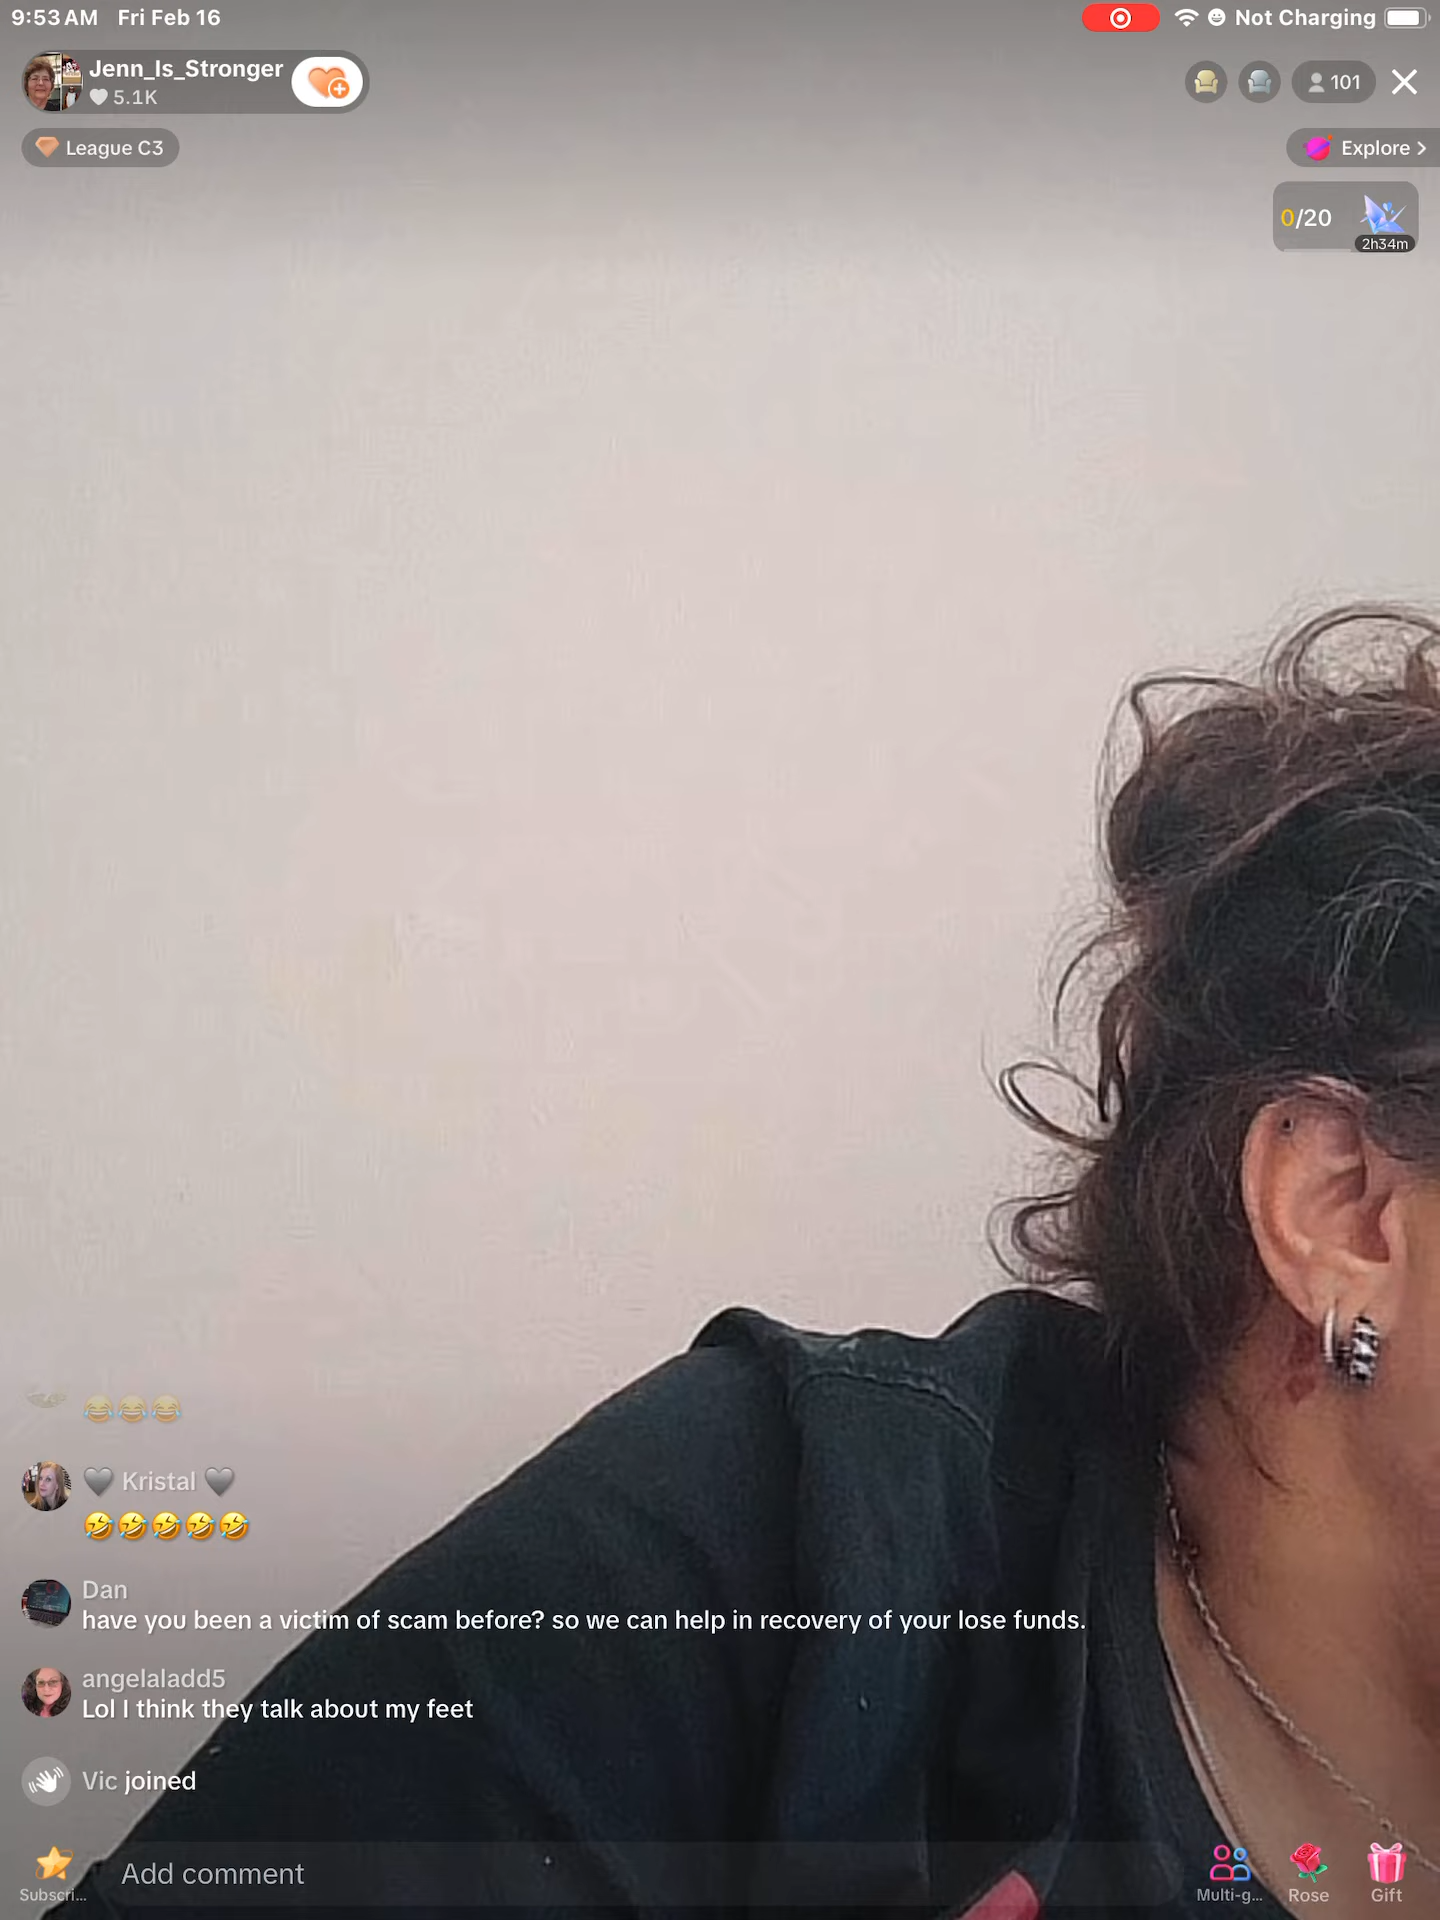 9:53 AM Fri Feb 16
Not Charging
Jenn_Is_Stronger
5.1K
101
League C3
Explore >
0/20
2h34m
😂😂😂
🩶 Kristal 🩶
🤣🤣🤣🤣🤣
Dan
have you been a victim of scam before? so we can help in recovery of your lose funds.
angelaladd5
Lol I think they talk about my feet
Vic joined
Add comment
Subscri...
Multi-g...
Rose
Gift